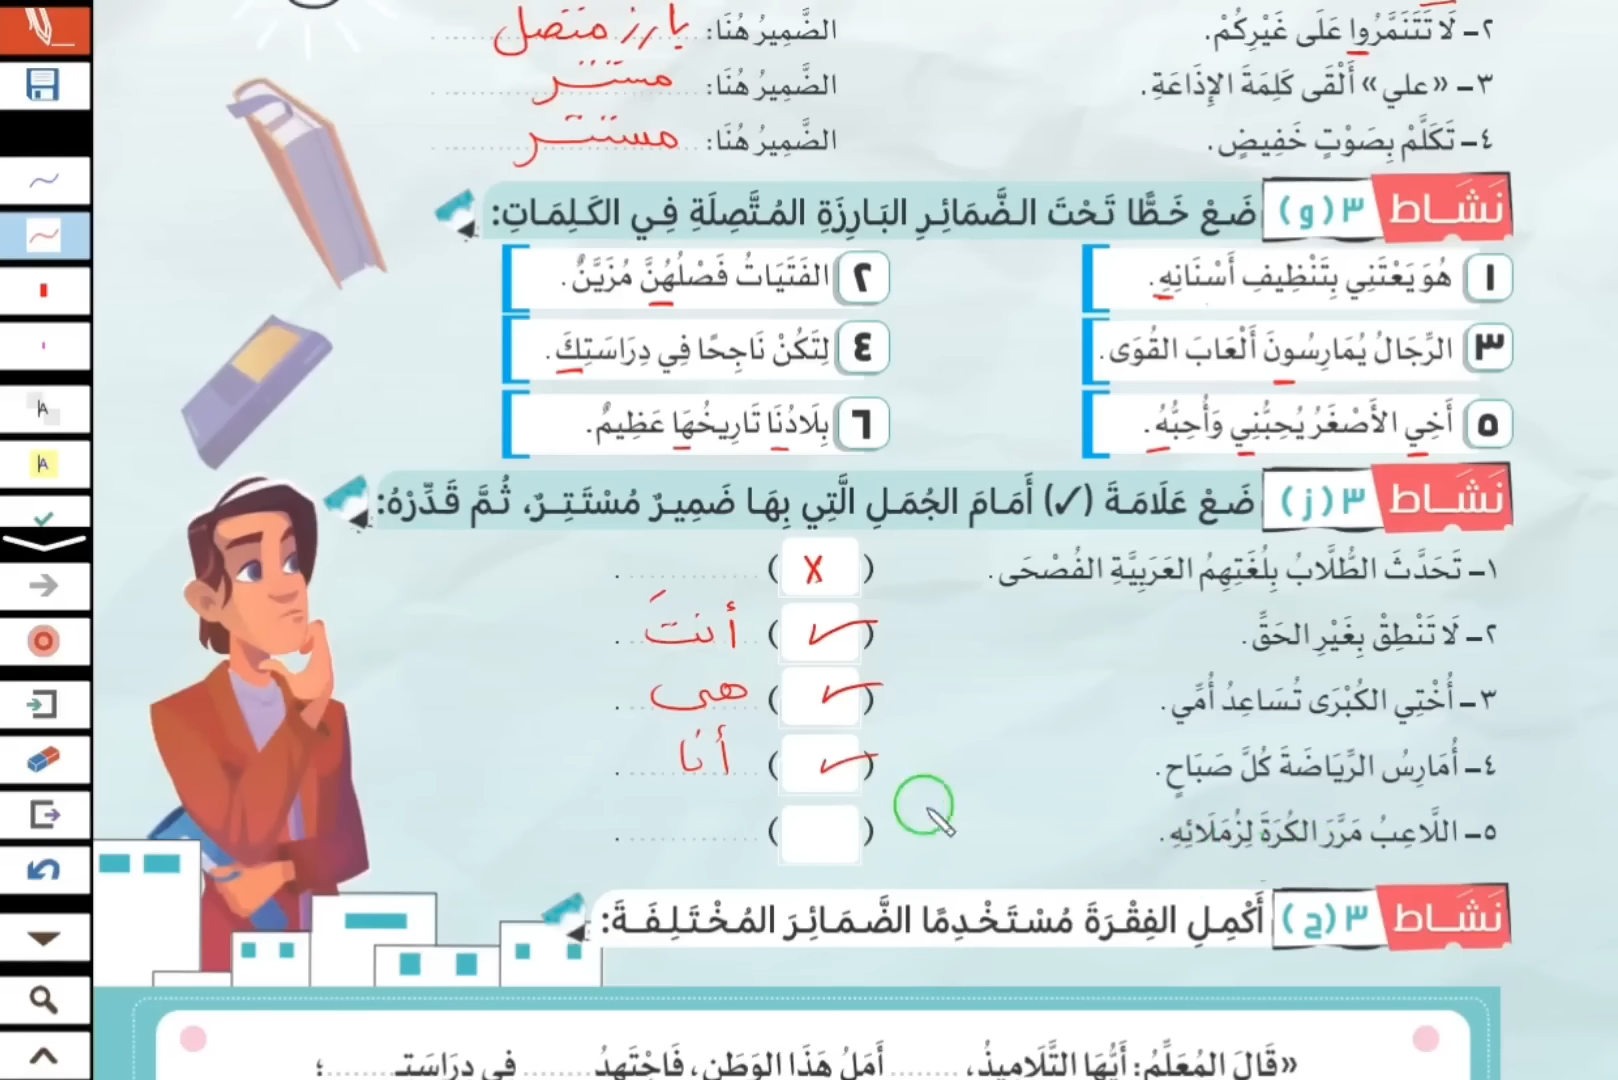 ٢- لَا تَتَنَمَّرُوا عَلَى غَيْرِكُمْ. الضَّمِيرُ هُنَا: بارز متصل
٣- «علي» أَلْقَى كَلِمَةَ الإِذَاعَةِ. الضَّمِيرُ هُنَا: مستتر
٤- تَكَلَّمْ بِصَوْتٍ خَفِيضٍ. الضَّمِيرُ هُنَا: مستتر
نَشَاط ٣ (و) ضَعْ خَطًّا تَحْتَ الضَّمَائِرِ البَارِزَةِ المُتَّصِلَةِ فِي الكَلِمَاتِ:
١ هُوَ يَعْتَنِي بِتَنْظِيفِ أَسْنَانِهِ. ٢ الفَتَيَاتُ فَصْلُهُنَّ مُزَيَّنٌ.
٣ الرِّجَالُ يُمَارِسُونَ أَلْعَابَ القُوَى. ٤ لِتَكُنْ نَاجِحًا فِي دِرَاسَتِكَ.
٥ أَخِي الأَصْغَرُ يُحِبُّنِي وَأُحِبُّهُ. ٦ بِلَادُنَا تَارِيخُهَا عَظِيمٌ.
نَشَاط ٣ (ز) ضَعْ عَلَامَةَ (✓) أَمَامَ الجُمَلِ الَّتِي بِهَا ضَمِيرٌ مُسْتَتِرٌ، ثُمَّ قَدِّرْهُ:
١- تَحَدَّثَ الطُّلَّابُ بِلُغَتِهِمُ العَرَبِيَّةِ الفُصْحَى. ( X ) .............
٢- لَا تَنْطِقْ بِغَيْرِ الحَقِّ. ( ✓ ) أنتَ .
٣- أُخْتِي الكُبْرَى تُسَاعِدُ أُمِّي. ( ✓ ) هى .
٤- أُمَارِسُ الرِّيَاضَةَ كُلَّ صَبَاحٍ. ( ✓ ) أنا .
٥- اللَّاعِبُ مَرَّرَ الكُرَةَ لِزُمَلَائِهِ. ( ) .............
نَشَاط ٣ (ح) أَكْمِلِ الفِقْرَةَ مُسْتَخْدِمًا الضَّمَائِرَ المُخْتَلِفَةَ:
«قَالَ المُعَلِّمُ: أَيُّهَا التَّلَامِيذُ، ........ أَمَلُ هَذَا الوَطَنِ، فَاجْتَهِدُ........ فِي دِرَاسَتِـ........؛